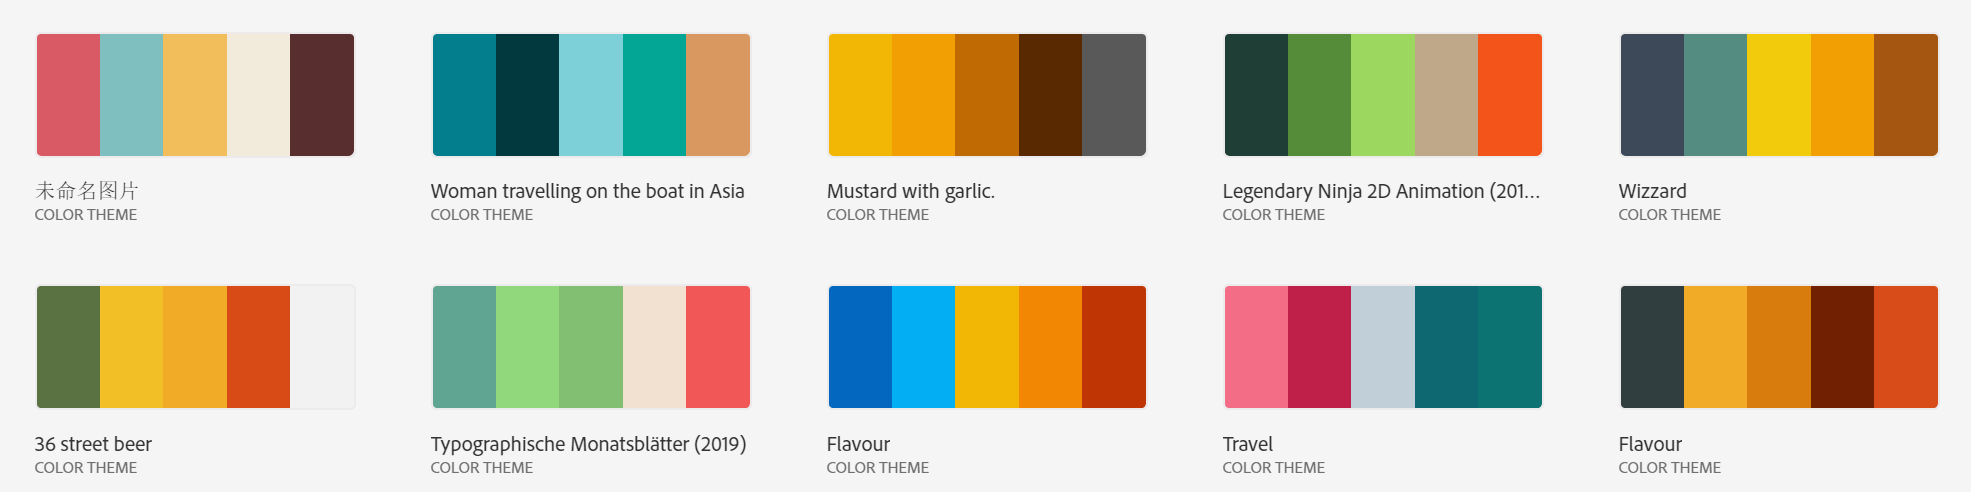 未命名图片
COLOR THEME
Woman travelling on the boat in Asia
COLOR THEME
Mustard with garlic.
COLOR THEME
Legendary Ninja 2D Animation (201...
COLOR THEME
Wizzard
COLOR THEME
36 street beer
COLOR THEME
Typographische Monatsblätter (2019)
COLOR THEME
Flavour
COLOR THEME
Travel
COLOR THEME
Flavour
COLOR THEME